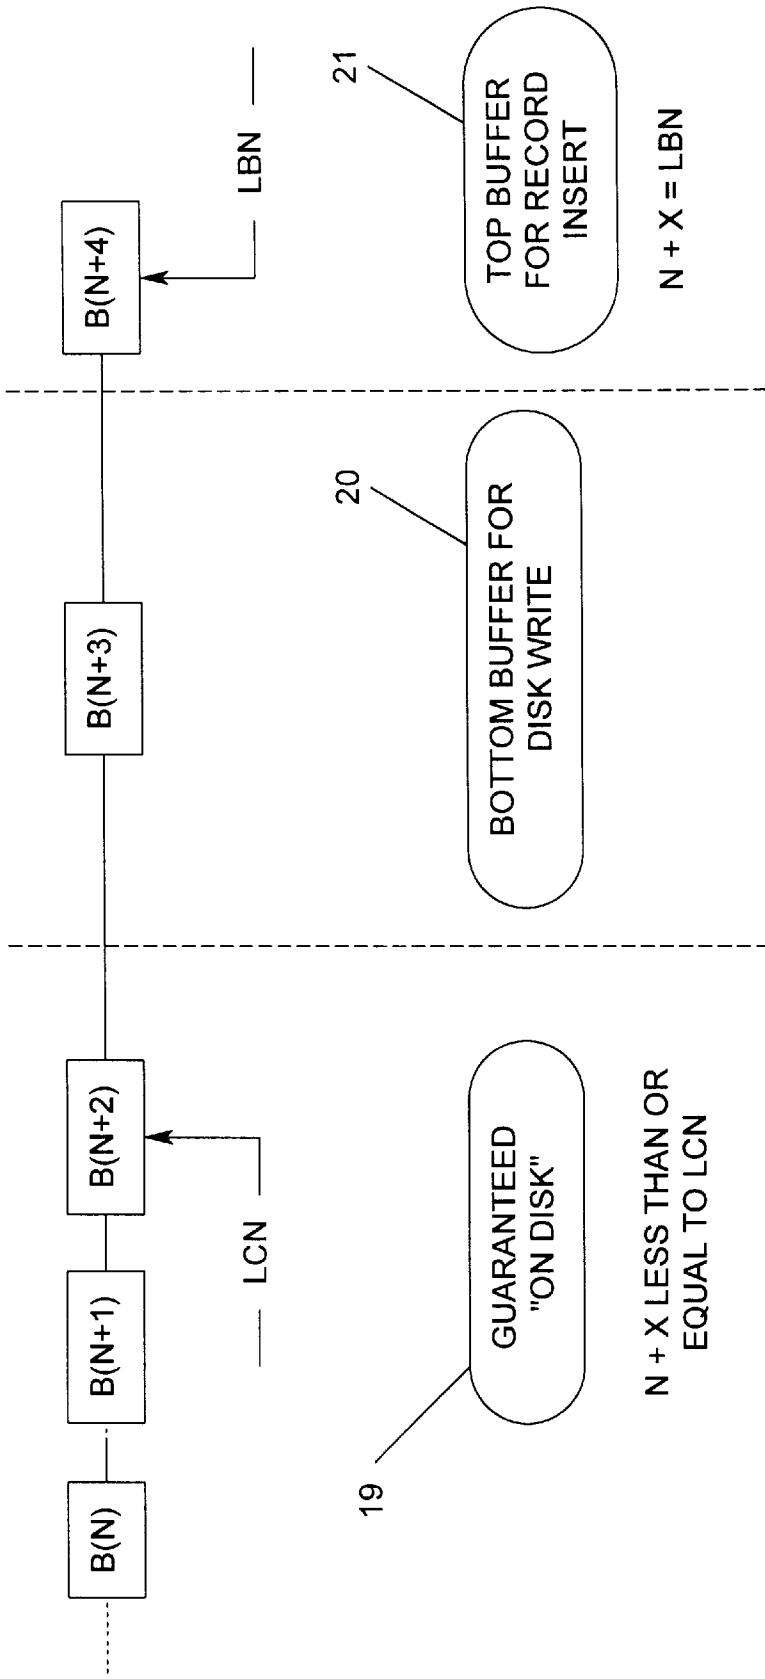 B(N)
B(N+1)
B(N+2)
B(N+3)
B(N+4)
LCN
LBN
19
20
21
GUARANTEED
"ON DISK"
BOTTOM BUFFER FOR
DISK WRITE
TOP BUFFER
FOR RECORD
INSERT
N + X LESS THAN OR
EQUAL TO LCN
N + X = LBN